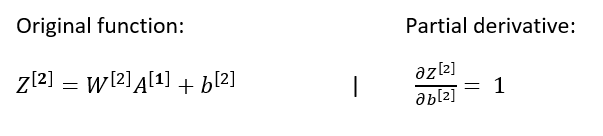 Original function: Partial derivative:
Z[2] = W[2]A[1] + b[2] | ∂Z[2]/∂b[2] = 1